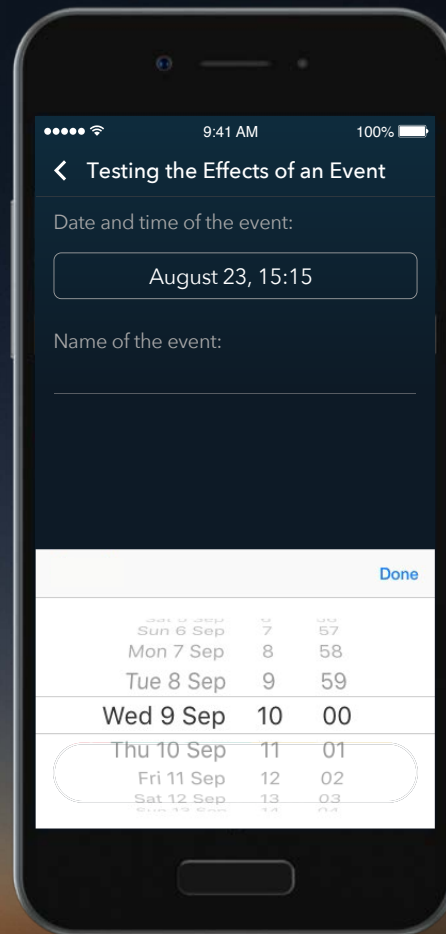 9:41 AM 100%
Testing the Effects of an Event
Date and time of the event:
August 23, 15:15
Name of the event:
Done
Sun 6 Sep 7 57
Mon 7 Sep 8 58
Tue 8 Sep 9 59
Wed 9 Sep 10 00
Thu 10 Sep 11 01
Fri 11 Sep 12 02
Sat 12 Sep 13 03